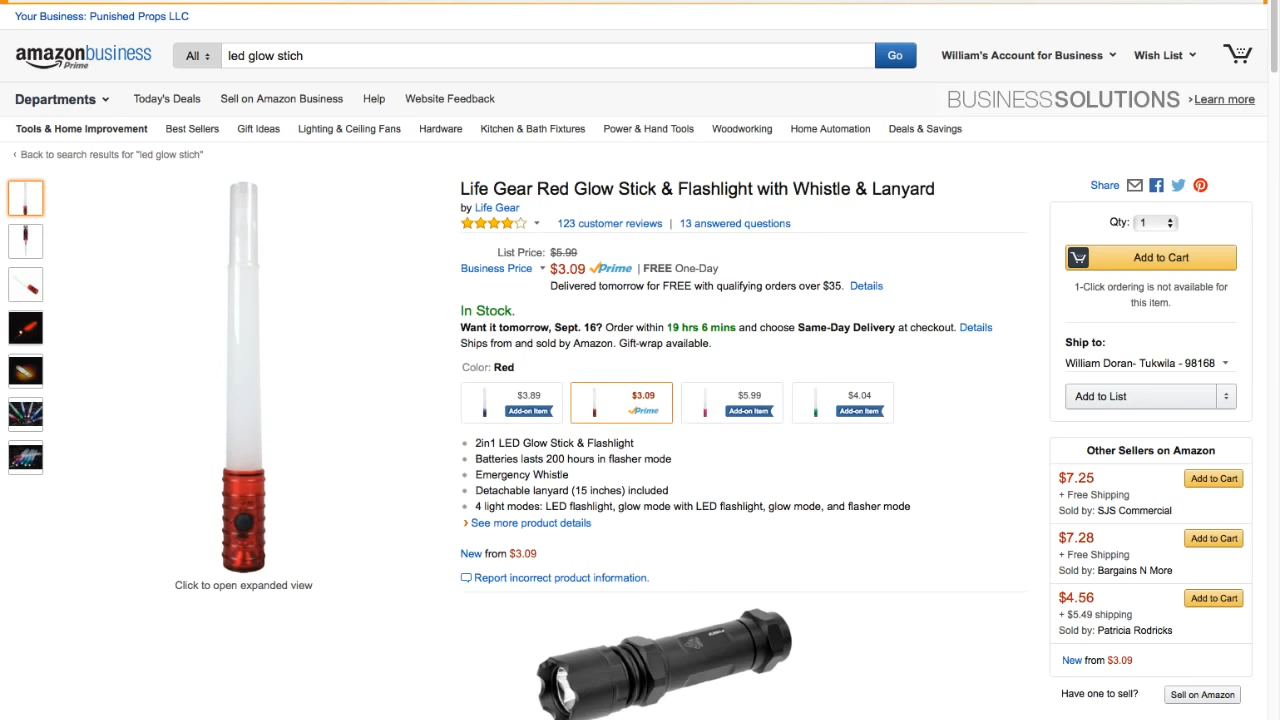 Your Business: Punished Props LLC
amazonbusiness
Prime
All
led glow stich
Go
William's Account for Business
Wish List
Departments
Today's Deals
Sell on Amazon Business
Help
Website Feedback
BUSINESSSOLUTIONS
›Learn more
Tools & Home Improvement
Best Sellers
Gift Ideas
Lighting & Ceiling Fans
Hardware
Kitchen & Bath Fixtures
Power & Hand Tools
Woodworking
Home Automation
Deals & Savings
‹ Back to search results for "led glow stich"
Life Gear Red Glow Stick & Flashlight with Whistle & Lanyard
by Life Gear
123 customer reviews | 13 answered questions
List Price: $5.99
Business Price $3.09 Prime | FREE One-Day
Delivered tomorrow for FREE with qualifying orders over $35. Details
In Stock.
Want it tomorrow, Sept. 16? Order within 19 hrs 6 mins and choose Same-Day Delivery at checkout. Details
Ships from and sold by Amazon. Gift-wrap available.
Color: Red
$3.89
Add-on Item
$3.09
Prime
$5.99
Add-on Item
$4.04
Add-on Item
2in1 LED Glow Stick & Flashlight
Batteries lasts 200 hours in flasher mode
Emergency Whistle
Detachable lanyard (15 inches) included
4 light modes: LED flashlight, glow mode with LED flashlight, glow mode, and flasher mode
› See more product details
New from $3.09
Report incorrect product information.
Click to open expanded view
Share
Qty: 1
Add to Cart
1-Click ordering is not available for
this item.
Ship to:
William Doran- Tukwila - 98168
Add to List
Other Sellers on Amazon
$7.25
Add to Cart
+ Free Shipping
Sold by: SJS Commercial
$7.28
Add to Cart
+ Free Shipping
Sold by: Bargains N More
$4.56
Add to Cart
+ $5.49 shipping
Sold by: Patricia Rodricks
New from $3.09
Have one to sell?
Sell on Amazon